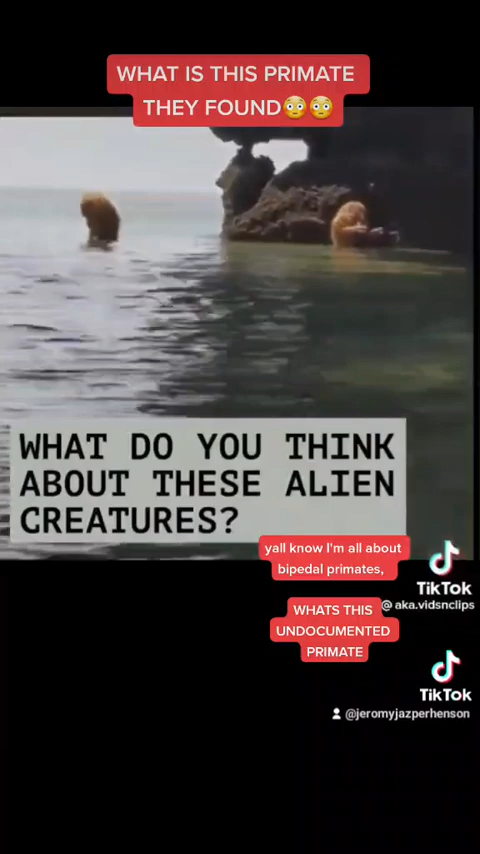 WHAT IS THIS PRIMATE
THEY FOUND😳😳
WHAT DO YOU THINK
ABOUT THESE ALIEN
CREATURES?
yall know I'm all about
bipedal primates,
TikTok
@ aka.vidsnclips
WHATS THIS
UNDOCUMENTED
PRIMATE
TikTok
@jeromyjazperhenson